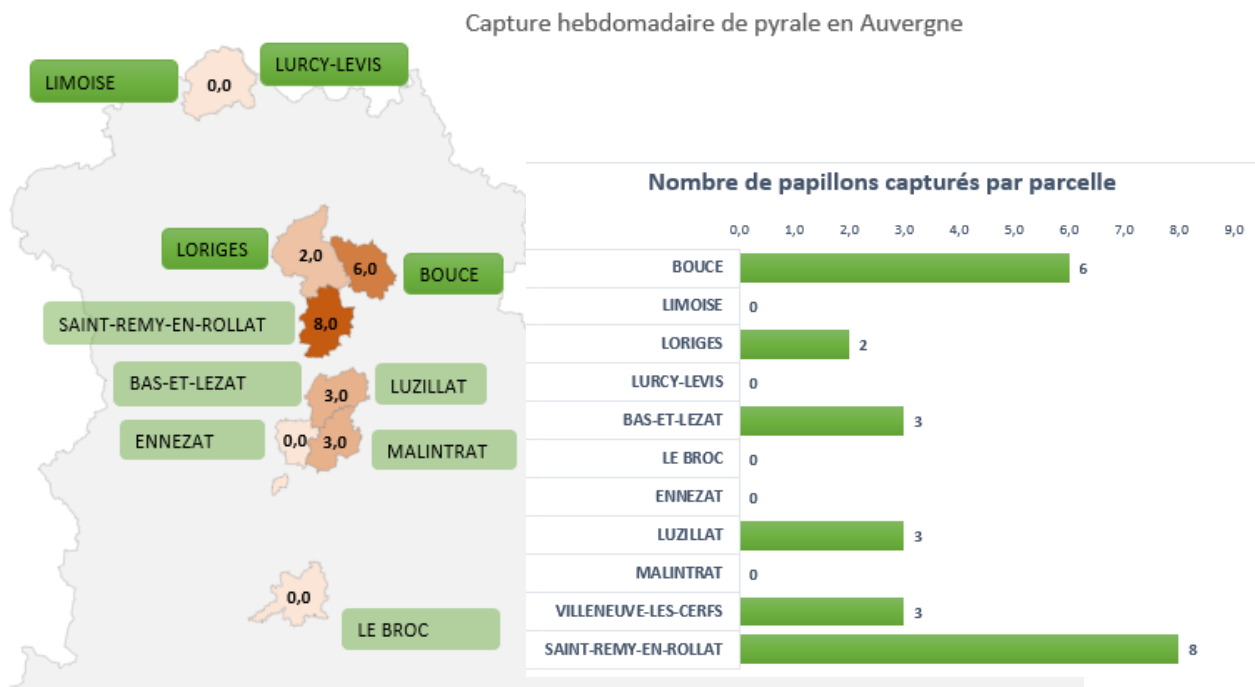 Capture hebdomadaire de pyrale en Auvergne
LIMOISE
0,0
LURCY-LEVIS
LORIGES
2,0
6,0
BOUCE
SAINT-REMY-EN-ROLLAT
8,0
BAS-ET-LEZAT
3,0
LUZILLAT
ENNEZAT
0,0
3,0
MALINTRAT
0,0
LE BROC
Nombre de papillons capturés par parcelle
0,0 1,0 2,0 3,0 4,0 5,0 6,0 7,0 8,0 9,0
BOUCE 6
LIMOISE 0
LORIGES 2
LURCY-LEVIS 0
BAS-ET-LEZAT 3
LE BROC 0
ENNEZAT 0
LUZILLAT 3
MALINTRAT 0
VILLENEUVE-LES-CERFS 3
SAINT-REMY-EN-ROLLAT 8